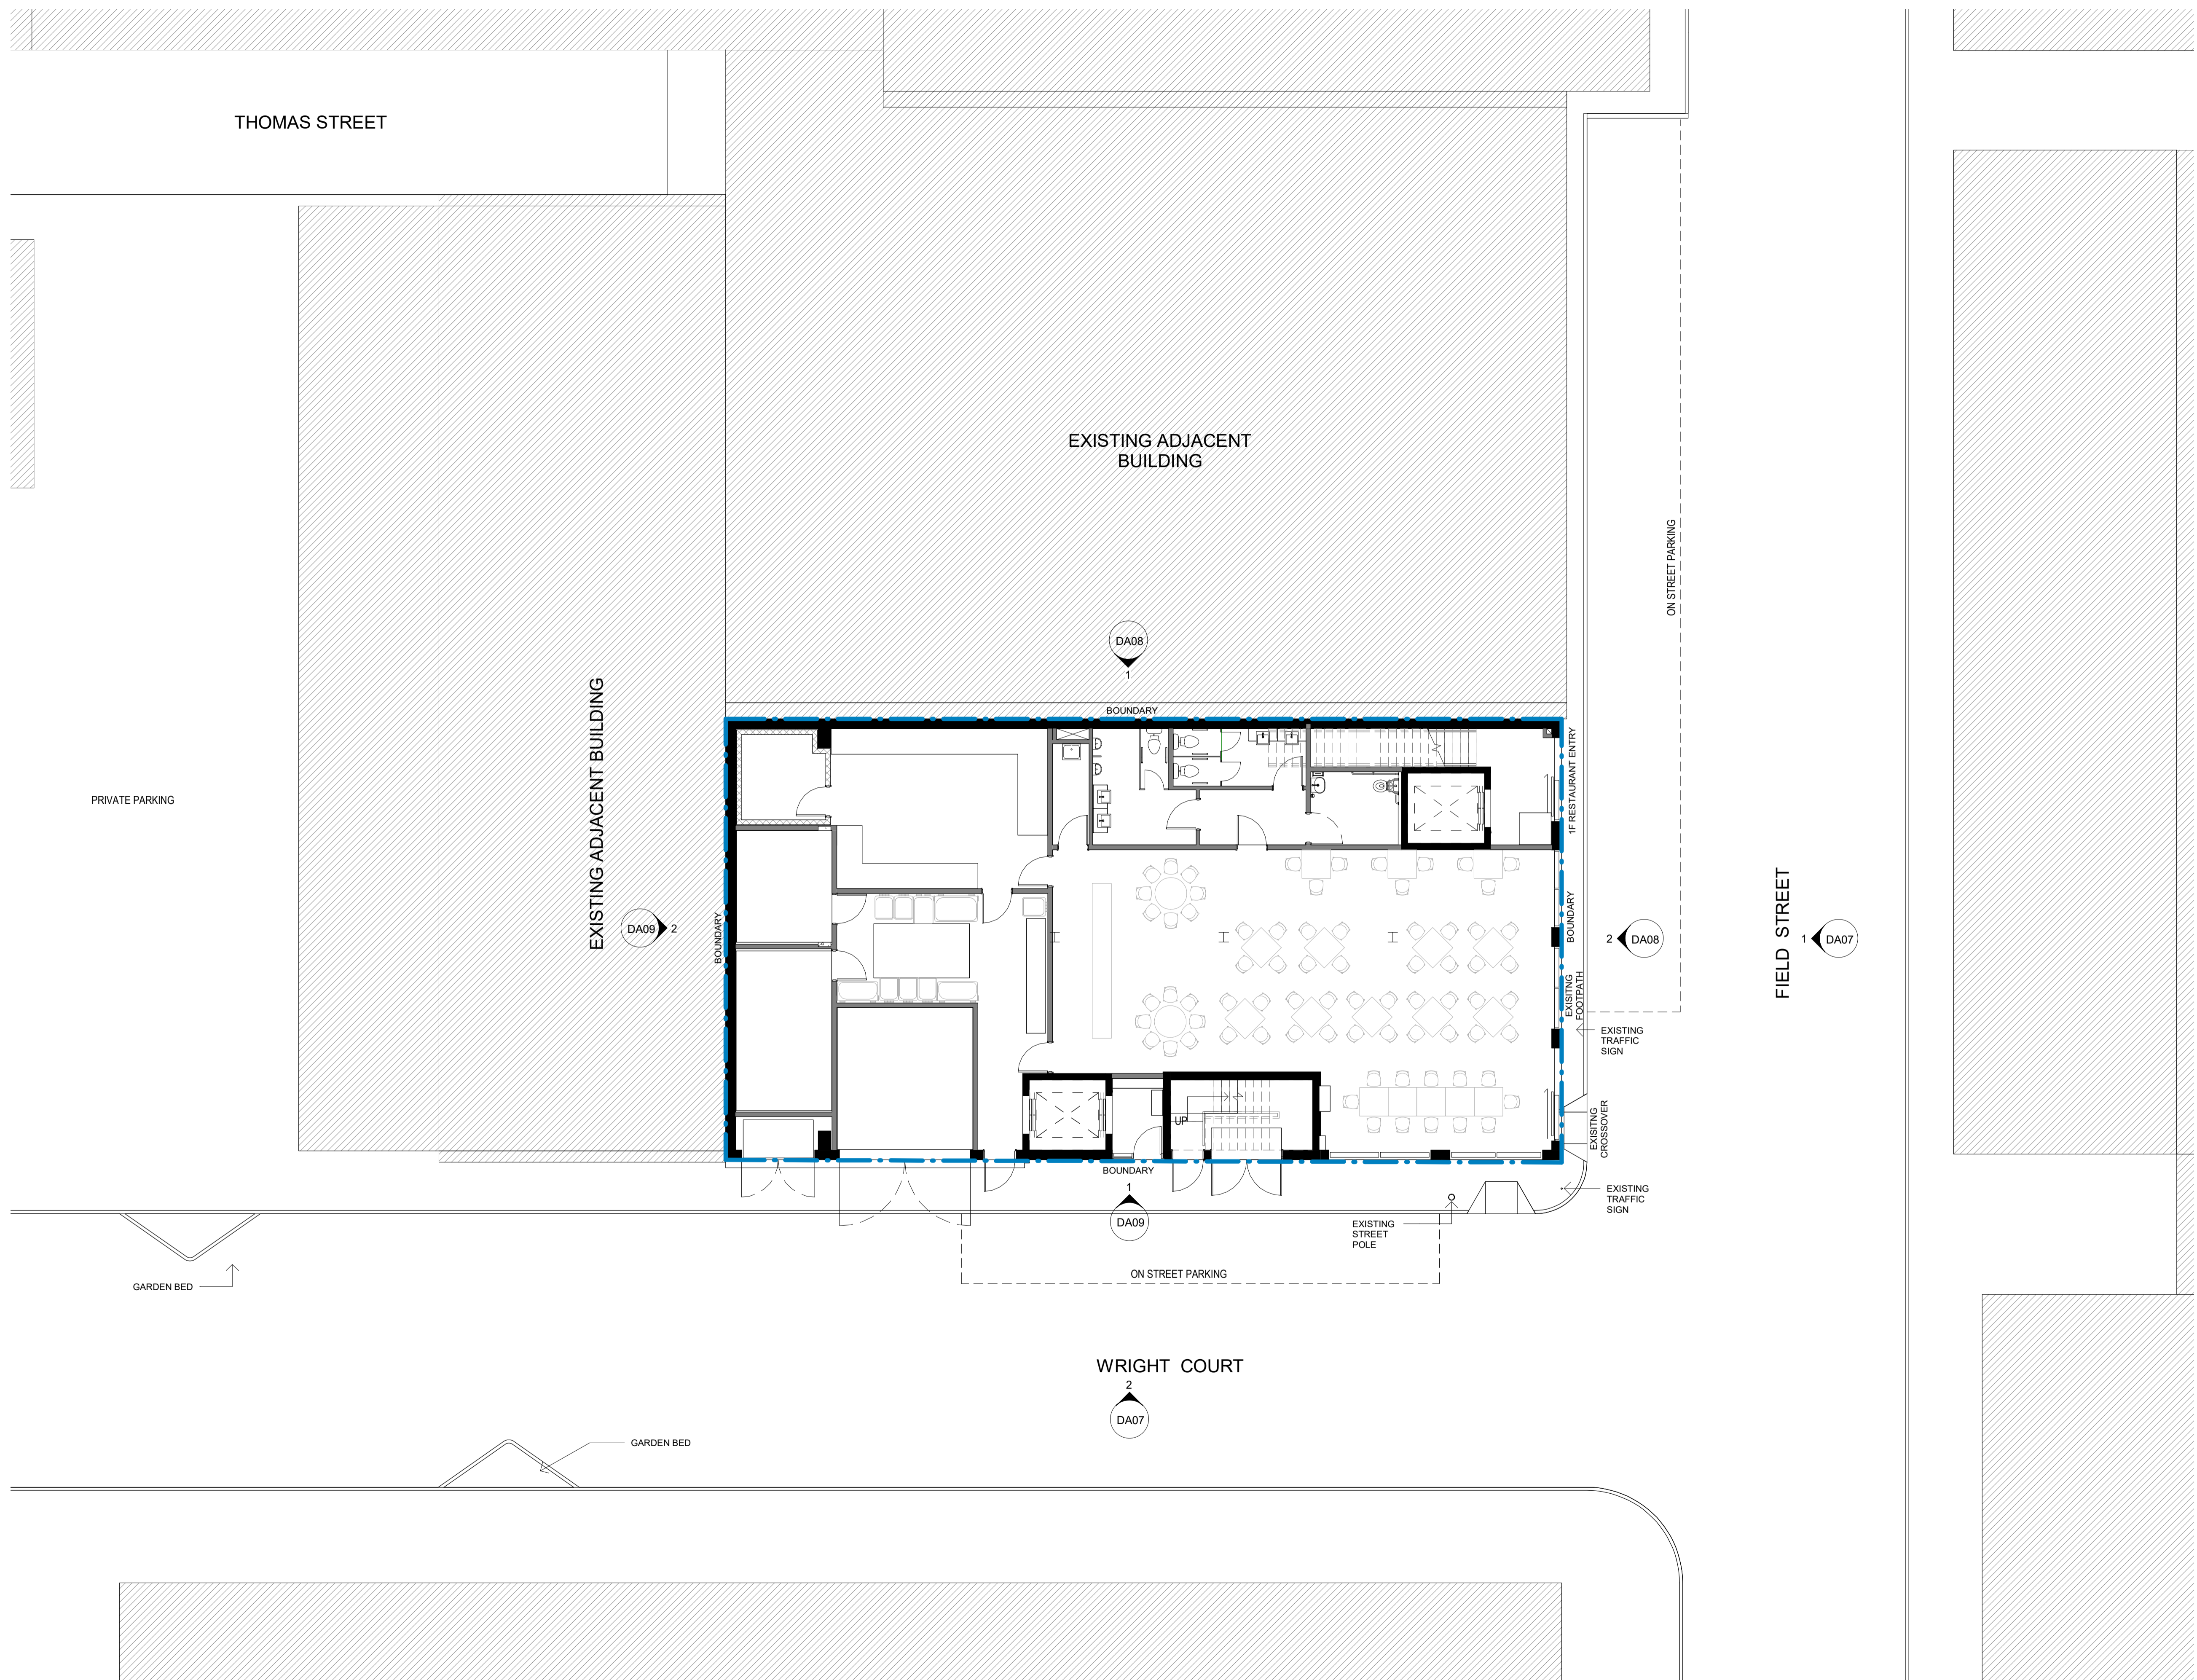 THOMAS STREET
EXISTING ADJACENT
BUILDING
ON STREET PARKING
DA08
1
BOUNDARY
EXISTING ADJACENT BUILDING
PRIVATE PARKING
1F RESTAURANT ENTRY
DA09
2
BOUNDARY
BOUNDARY
2
DA08
FIELD STREET
1
DA07
EXISITNG
FOOTPATH
EXISTING
TRAFFIC
SIGN
UP
EXISITNG
CROSSOVER
BOUNDARY
1
DA09
EXISTING
TRAFFIC
SIGN
EXISTING
STREET
POLE
ON STREET PARKING
GARDEN BED
WRIGHT COURT
2
DA07
GARDEN BED